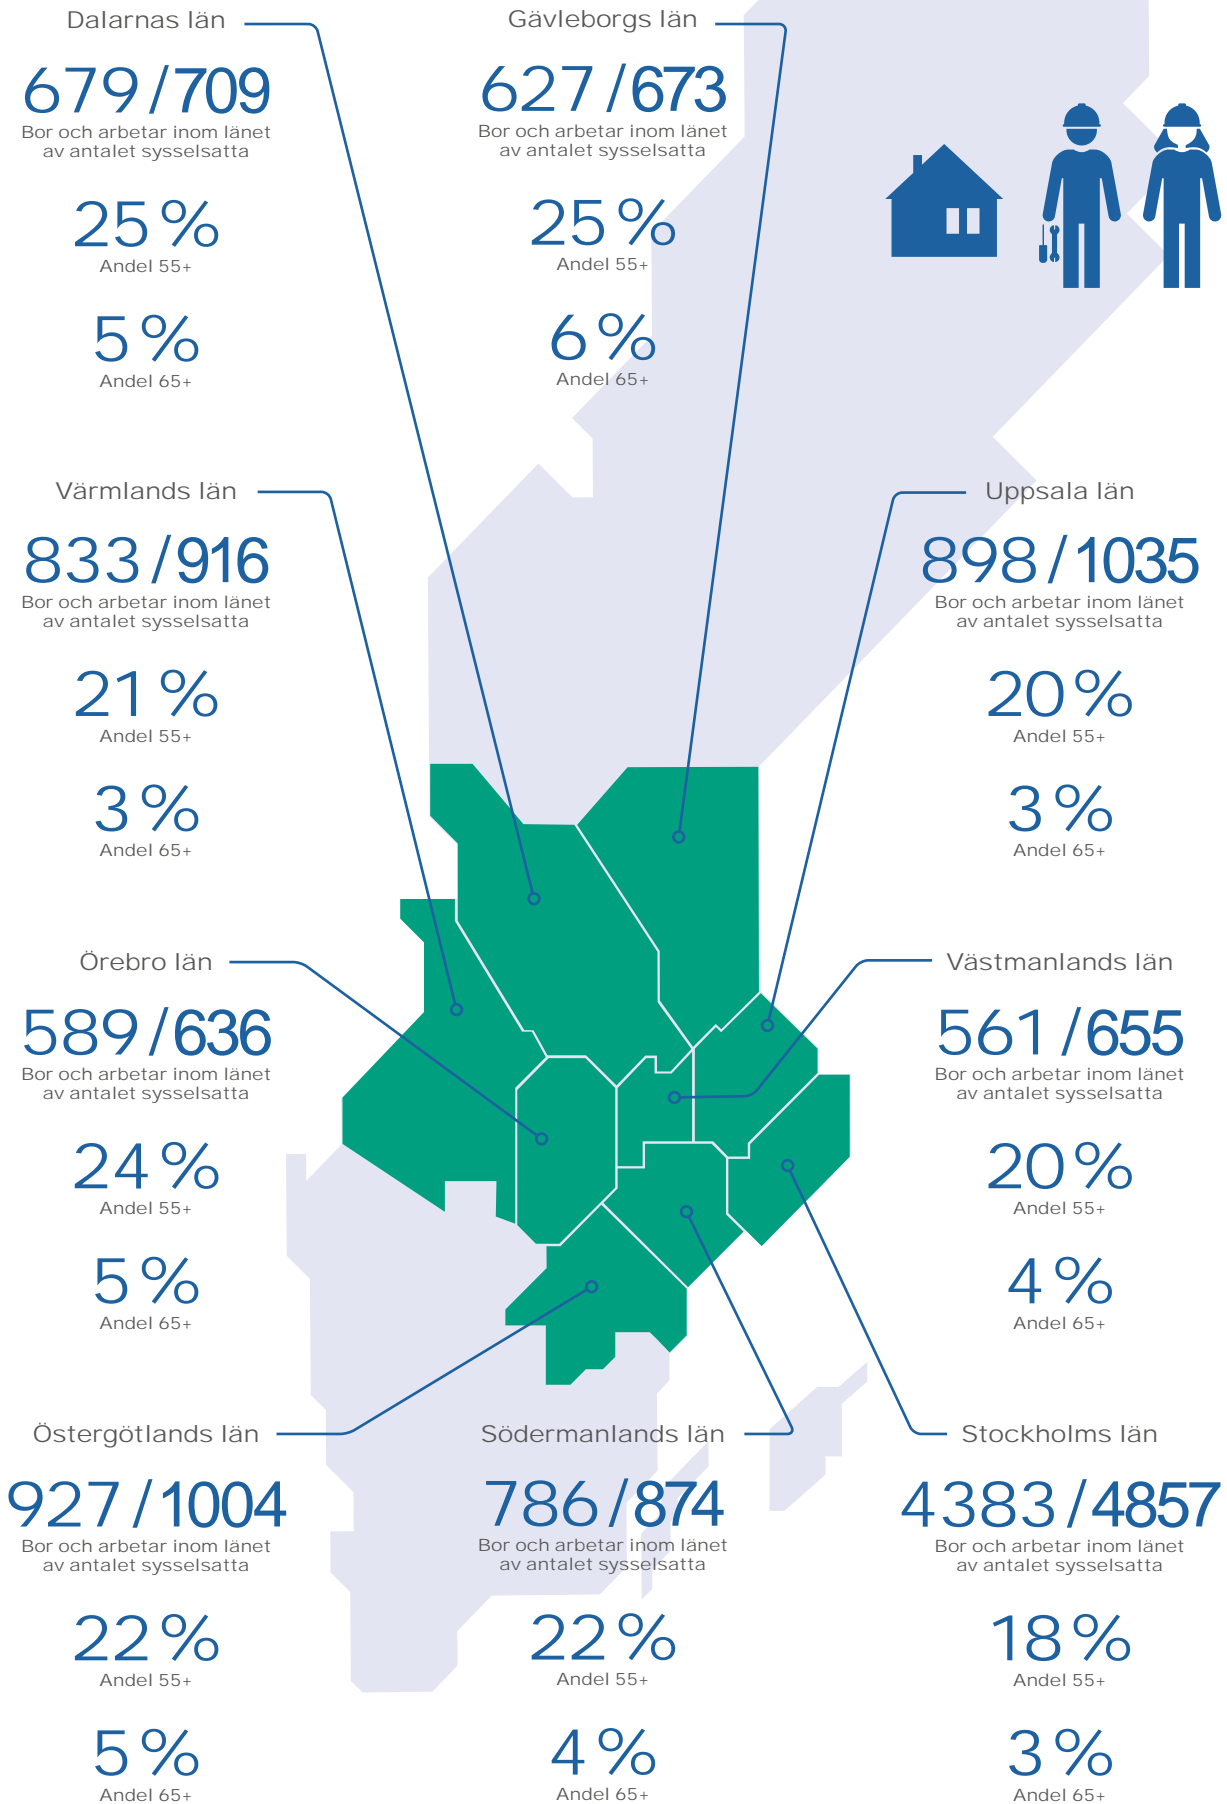 Dalarnas län
679/709
Bor och arbetar inom länet
av antalet sysselsatta
25%
Andel 55+
5%
Andel 65+
Gävleborgs län
627/673
Bor och arbetar inom länet
av antalet sysselsatta
25%
Andel 55+
6%
Andel 65+
Värmlands län
833/916
Bor och arbetar inom länet
av antalet sysselsatta
21%
Andel 55+
3%
Andel 65+
Uppsala län
898/1035
Bor och arbetar inom länet
av antalet sysselsatta
20%
Andel 55+
3%
Andel 65+
Örebro län
589/636
Bor och arbetar inom länet
av antalet sysselsatta
24%
Andel 55+
5%
Andel 65+
Västmanlands län
561/655
Bor och arbetar inom länet
av antalet sysselsatta
20%
Andel 55+
4%
Andel 65+
Östergötlands län
927/1004
Bor och arbetar inom länet
av antalet sysselsatta
22%
Andel 55+
5%
Andel 65+
Södermanlands län
786/874
Bor och arbetar inom länet
av antalet sysselsatta
22%
Andel 55+
4%
Andel 65+
Stockholms län
4383/4857
Bor och arbetar inom länet
av antalet sysselsatta
18%
Andel 55+
3%
Andel 65+